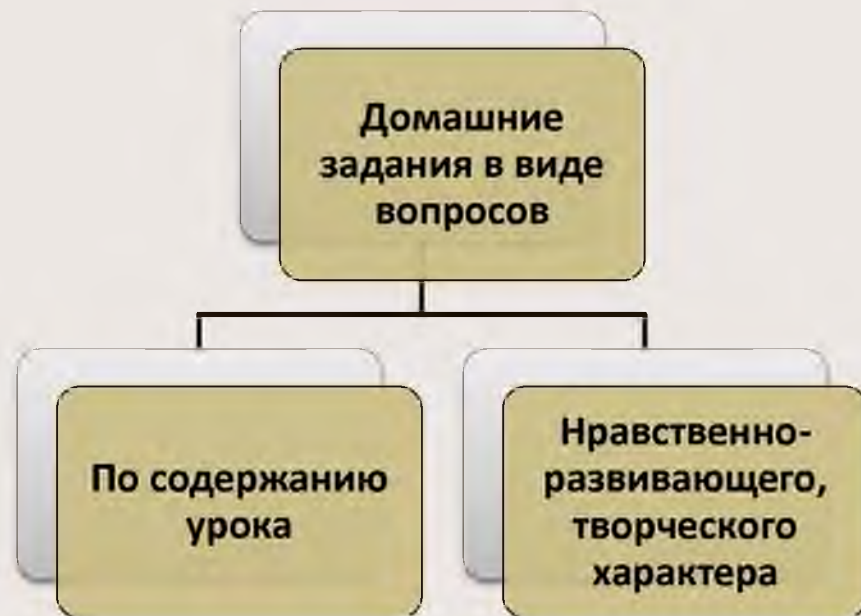 Домашние
задания в виде
вопросов
По содержанию
урока
Нравственно-
развивающего,
творческого
характера